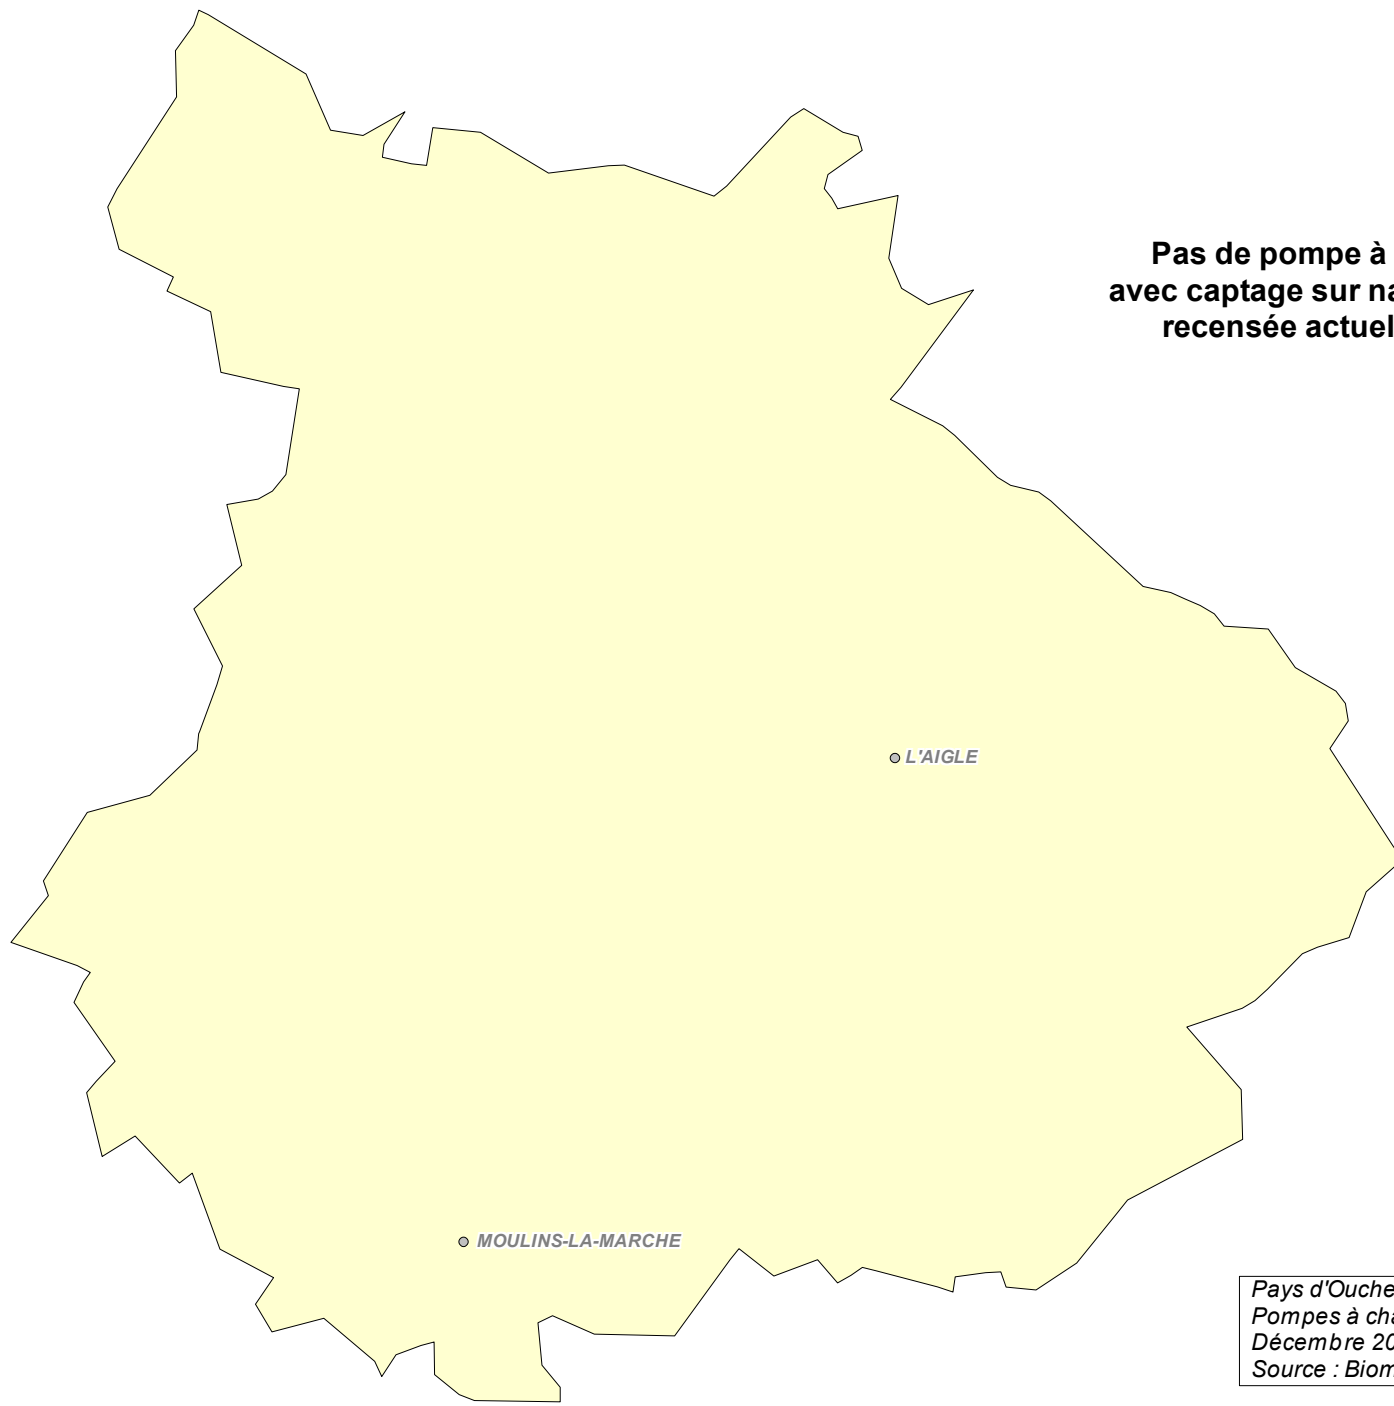 Pas de pompe à
avec captage sur na
recensée actuel
L'AIGLE
MOULINS-LA-MARCHE
Pays d'Ouche
Pompes à cha
Décembre 20
Source : Biom